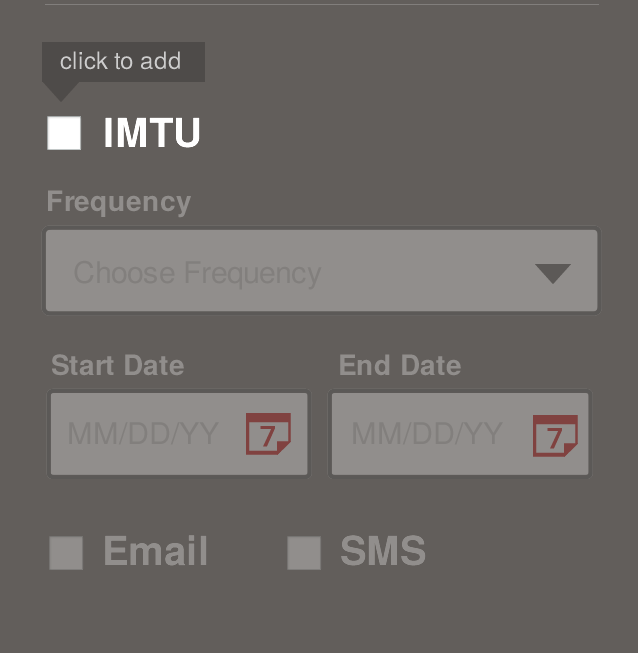 click to add
IMTU
Frequency
Choose Frequency
Start Date End Date
MM/DD/YY 7 MM/DD/YY 7
Email SMS